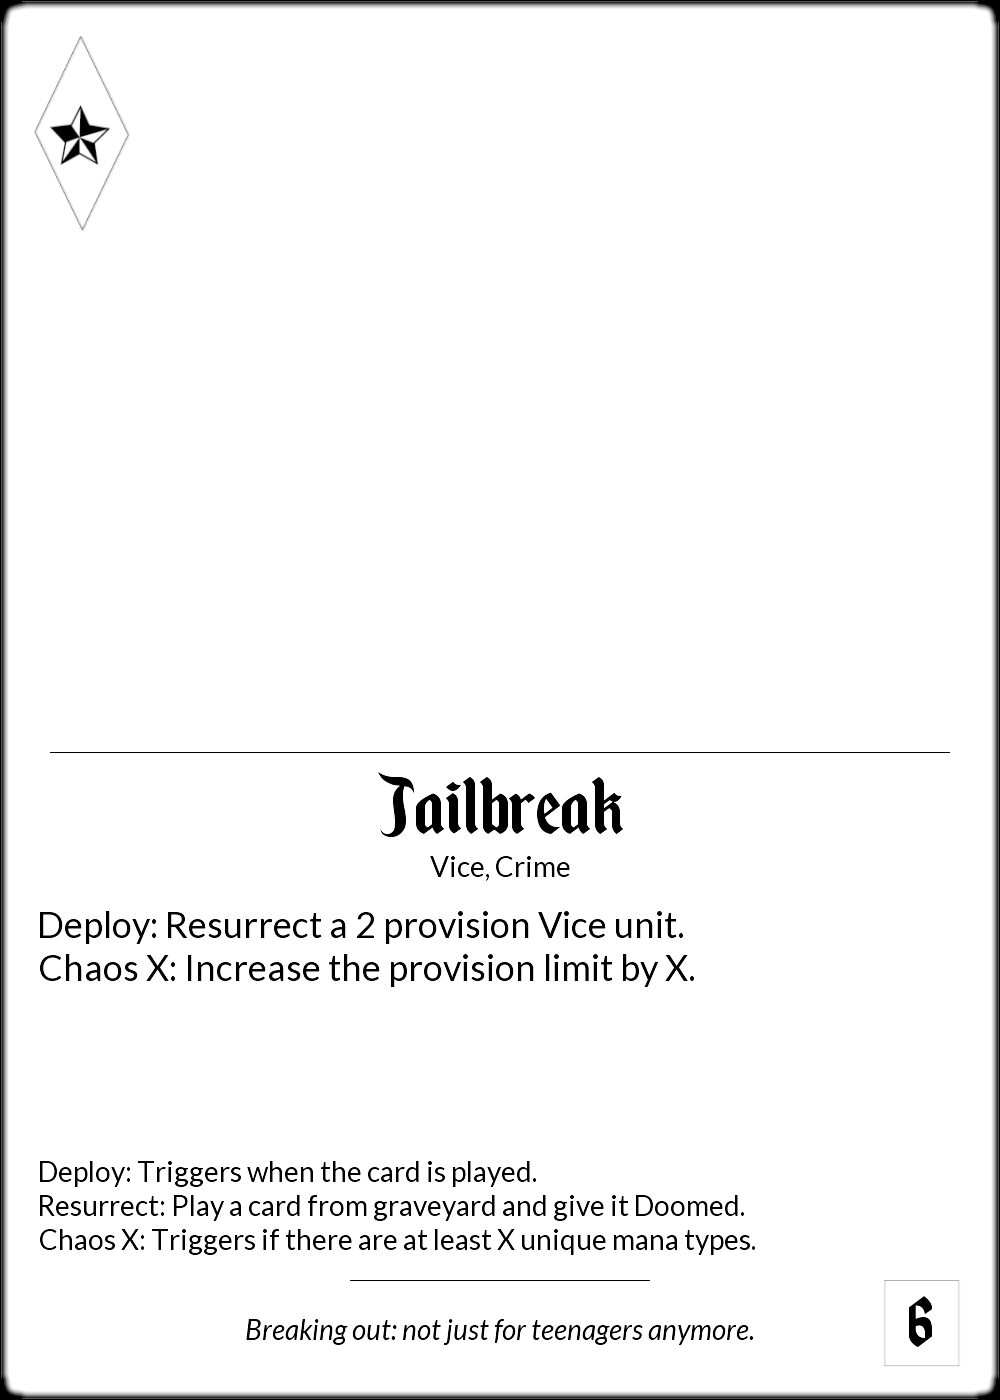 Jailbreak
Vice, Crime
Deploy: Resurrect a 2 provision Vice unit.
Chaos X: Increase the provision limit by X.
Deploy: Triggers when the card is played.
Resurrect: Play a card from graveyard and give it Doomed.
Chaos X: Triggers if there are at least X unique mana types.
Breaking out: not just for teenagers anymore.
6